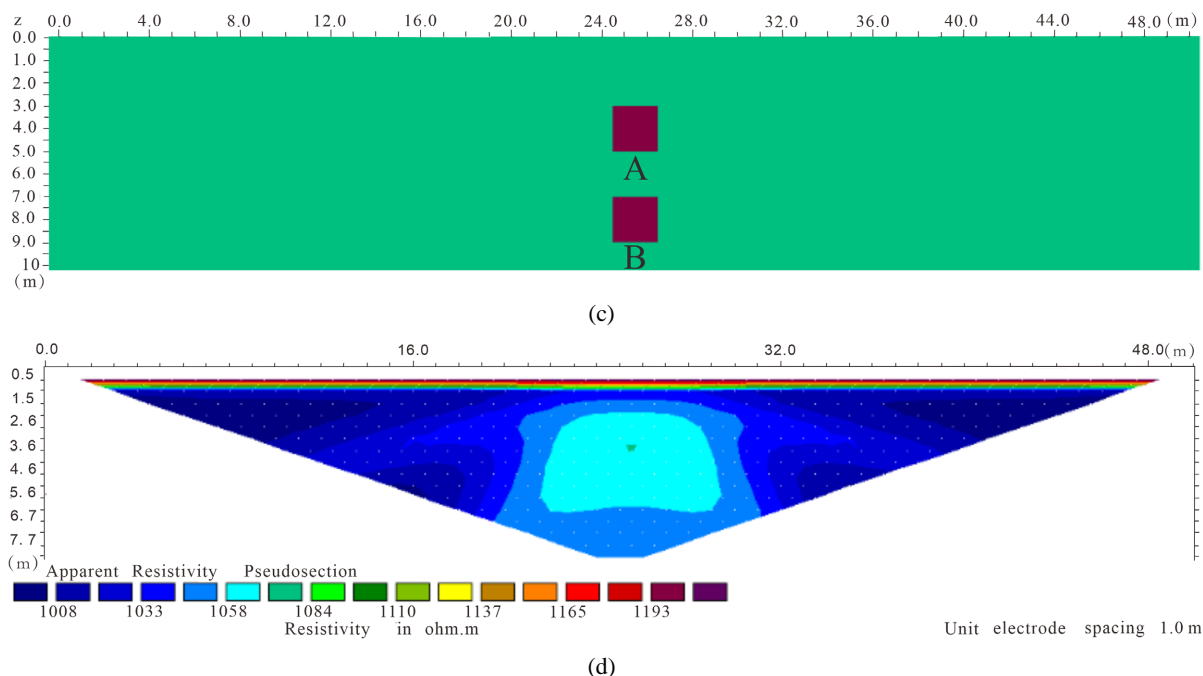 z 0.0 4.0 8.0 12.0 16.0 20.0 24.0 28.0 32.0 36.0 40.0 44.0 48.0 (m)
0.0
1.0
2.0
3.0
4.0
5.0
6.0
7.0
8.0
9.0
10
(m)
A
B
(c)
0.0 16.0 32.0 48.0 (m)
0.5
1.5
2.6
3.6
4.6
5.6
6.7
7.7
(m)
Apparent Resistivity Pseudosection
1008 1033 1058 1084 1110 1137 1165 1193
Resistivity in ohm.m
Unit electrode spacing 1.0 m
(d)